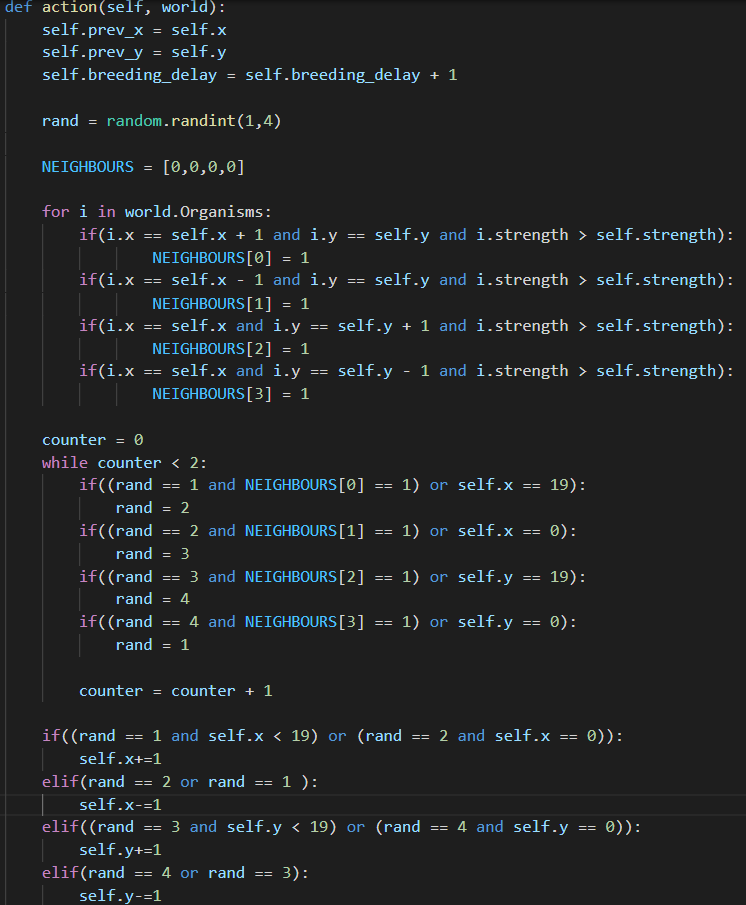 def action(self, world):
    self.prev_x = self.x
    self.prev_y = self.y
    self.breeding_delay = self.breeding_delay + 1

    rand = random.randint(1,4)

    NEIGHBOURS = [0,0,0,0]

    for i in world.Organisms:
        if(i.x == self.x + 1 and i.y == self.y and i.strength > self.strength):
                NEIGHBOURS[0] = 1
        if(i.x == self.x - 1 and i.y == self.y and i.strength > self.strength):
                NEIGHBOURS[1] = 1
        if(i.x == self.x and i.y == self.y + 1 and i.strength > self.strength):
                NEIGHBOURS[2] = 1
        if(i.x == self.x and i.y == self.y - 1 and i.strength > self.strength):
                NEIGHBOURS[3] = 1

    counter = 0
    while counter < 2:
        if((rand == 1 and NEIGHBOURS[0] == 1) or self.x == 19):
            rand = 2
        if((rand == 2 and NEIGHBOURS[1] == 1) or self.x == 0):
            rand = 3
        if((rand == 3 and NEIGHBOURS[2] == 1) or self.y == 19):
            rand = 4
        if((rand == 4 and NEIGHBOURS[3] == 1) or self.y == 0):
            rand = 1

        counter = counter + 1

    if((rand == 1 and self.x < 19) or (rand == 2 and self.x == 0)):
        self.x+=1
    elif(rand == 2 or rand == 1 ):
        self.x-=1
    elif((rand == 3 and self.y < 19) or (rand == 4 and self.y == 0)):
        self.y+=1
    elif(rand == 4 or rand == 3):
        self.y-=1